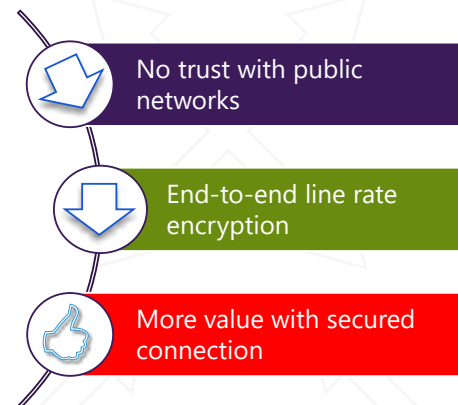 No trust with public
networks
End-to-end line rate
encryption
More value with secured
connection